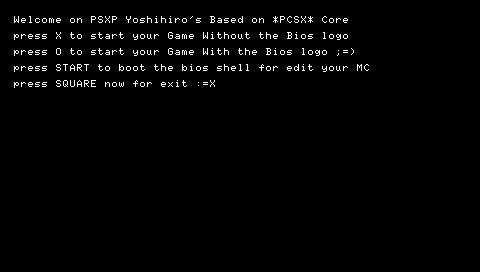 Welcome on PSXP Yoshihiro's Based on *PCSX* Core
press X to start your Game Without the Bios logo
press O to start your Game With the Bios logo ;=)
press START to boot the bios shell for edit your MC
press SQUARE now for exit :=X